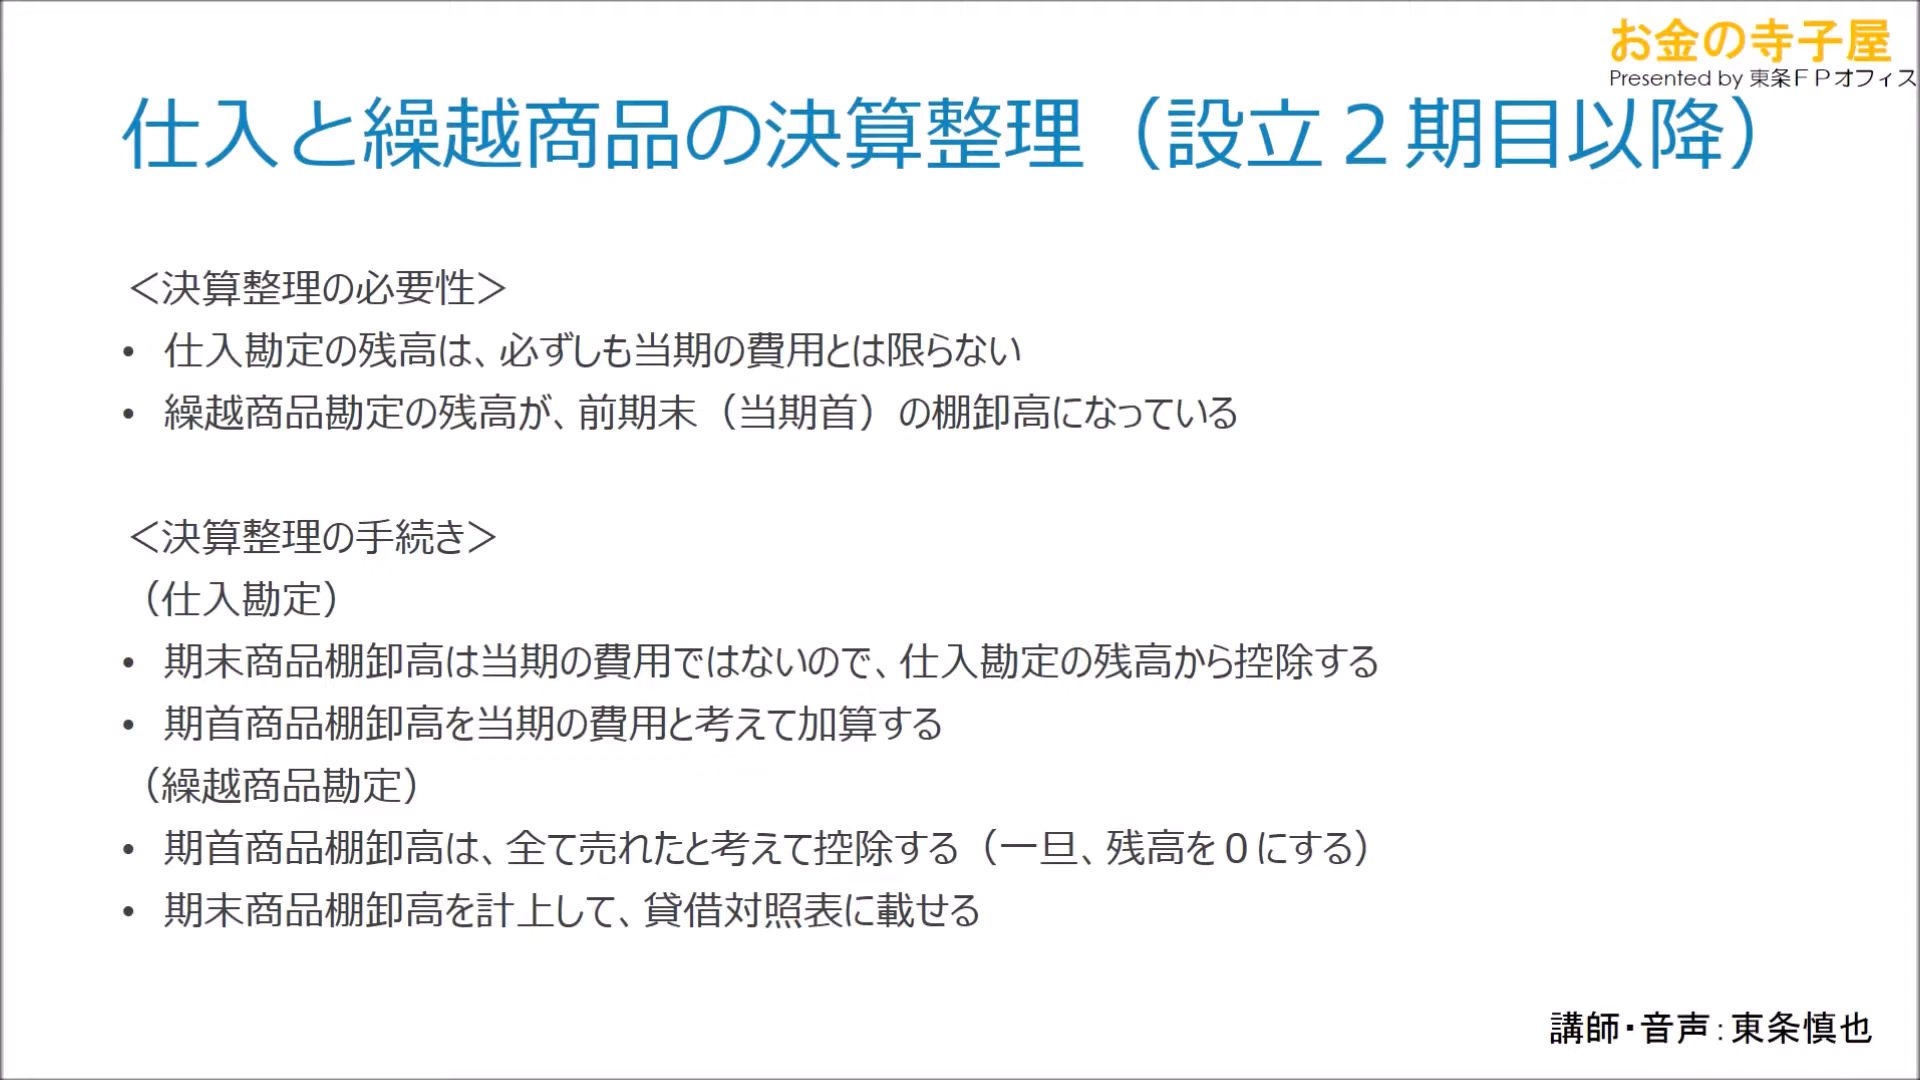 お金の寺子屋
Presented by 東条ＦＰオフィス
仕入と繰越商品の決算整理（設立２期目以降）
＜決算整理の必要性＞
• 仕入勘定の残高は、必ずしも当期の費用とは限らない
• 繰越商品勘定の残高が、前期末（当期首）の棚卸高になっている
＜決算整理の手続き＞
（仕入勘定）
• 期末商品棚卸高は当期の費用ではないので、仕入勘定の残高から控除する
• 期首商品棚卸高を当期の費用と考えて加算する
（繰越商品勘定）
• 期首商品棚卸高は、全て売れたと考えて控除する（一旦、残高を０にする）
• 期末商品棚卸高を計上して、貸借対照表に載せる
講師・音声：東条慎也